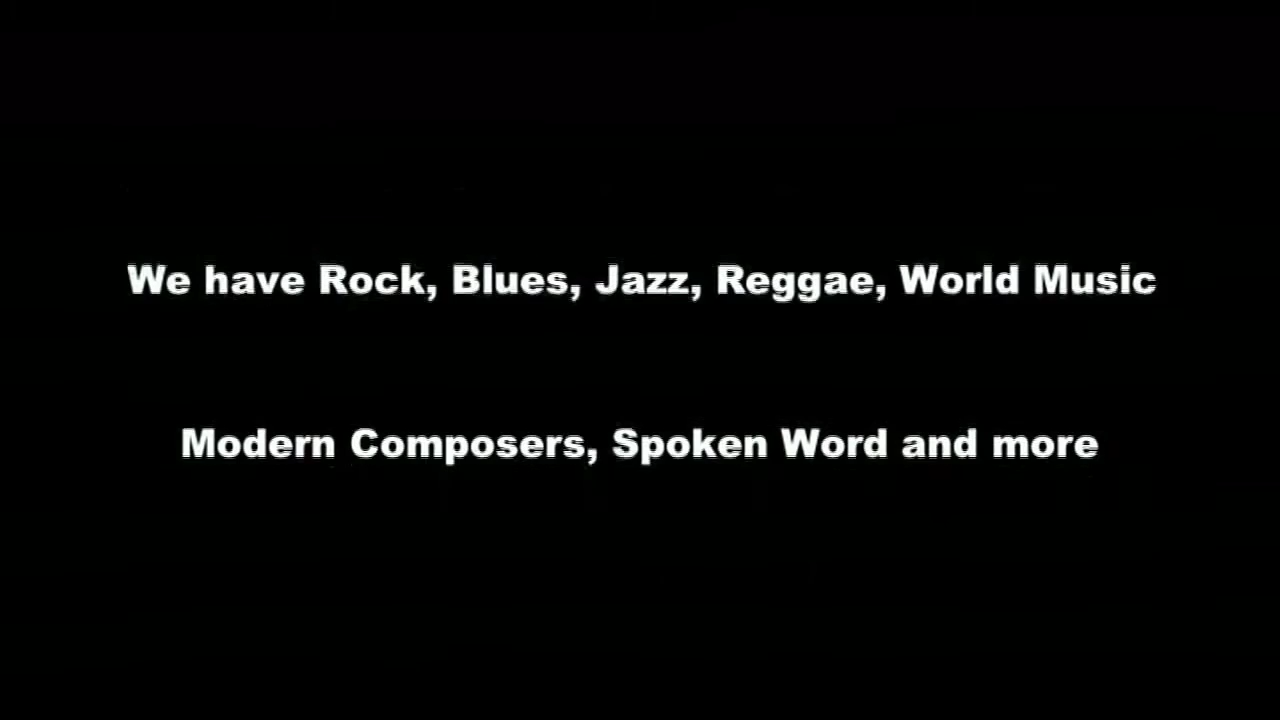 We have Rock, Blues, Jazz, Reggae, World Music
Modern Composers, Spoken Word and more